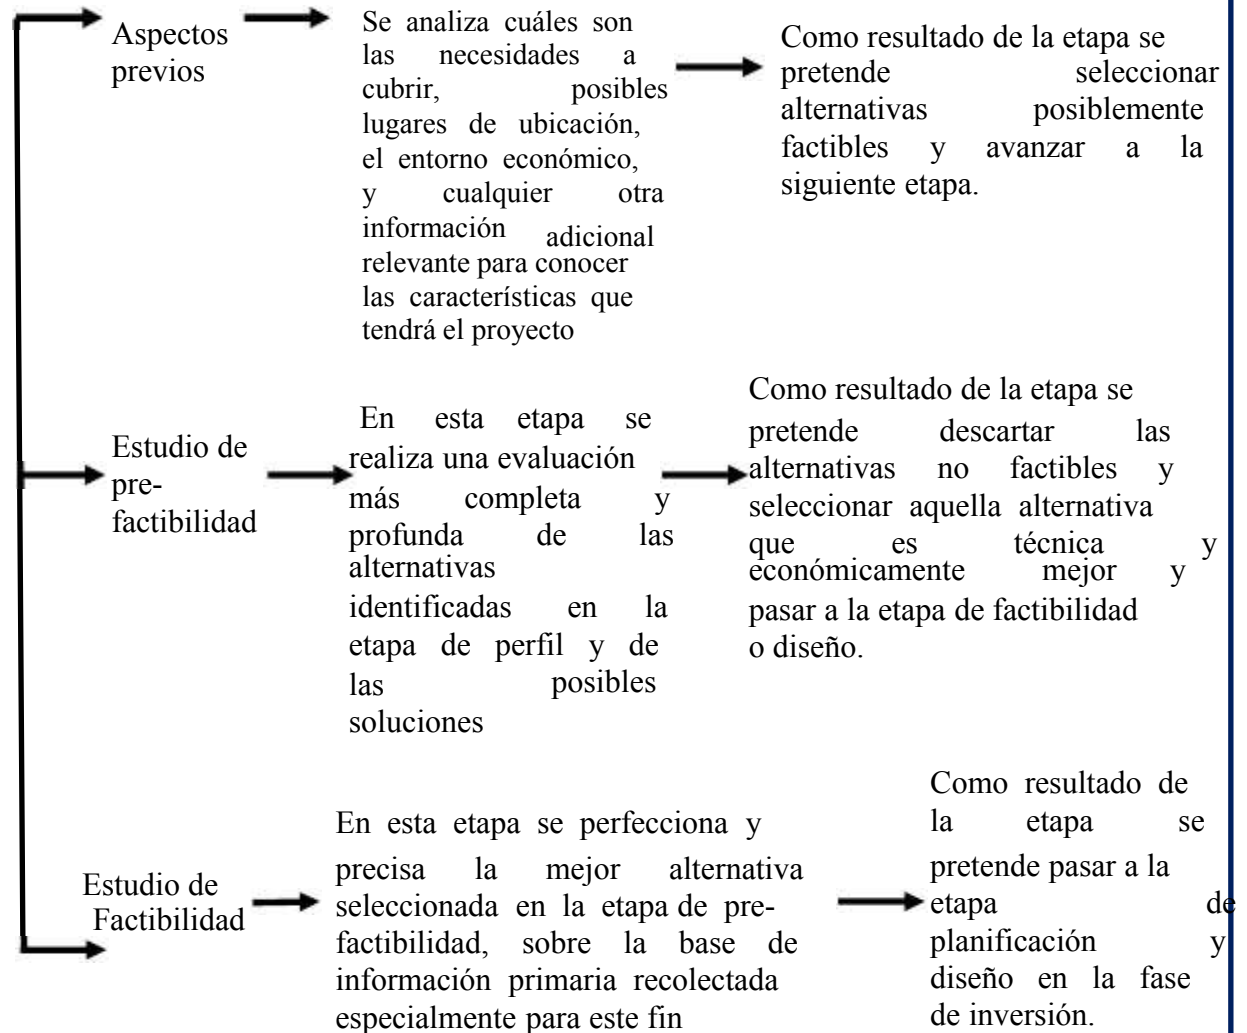 Aspectos
previos
Se analiza cuáles son
las necesidades a
cubrir, posibles
lugares de ubicación,
el entorno económico,
y cualquier otra
información adicional
relevante para conocer
las características que
tendrá el proyecto
Como resultado de la etapa se
pretende seleccionar
alternativas posiblemente
factibles y avanzar a la
siguiente etapa.
Estudio de
pre-
factibilidad
En esta etapa se
realiza una evaluación
más completa y
profunda de las
alternativas
identificadas en la
etapa de perfil y de
las posibles
soluciones
Como resultado de la etapa se
pretende descartar las
alternativas no factibles y
seleccionar aquella alternativa
que es técnica y
económicamente mejor y
pasar a la etapa de factibilidad
o diseño.
Estudio de
Factibilidad
En esta etapa se perfecciona y
precisa la mejor alternativa
seleccionada en la etapa de pre-
factibilidad, sobre la base de
información primaria recolectada
especialmente para este fin
Como resultado de
la etapa se
pretende pasar a la
etapa de
planificación y
diseño en la fase
de inversión.